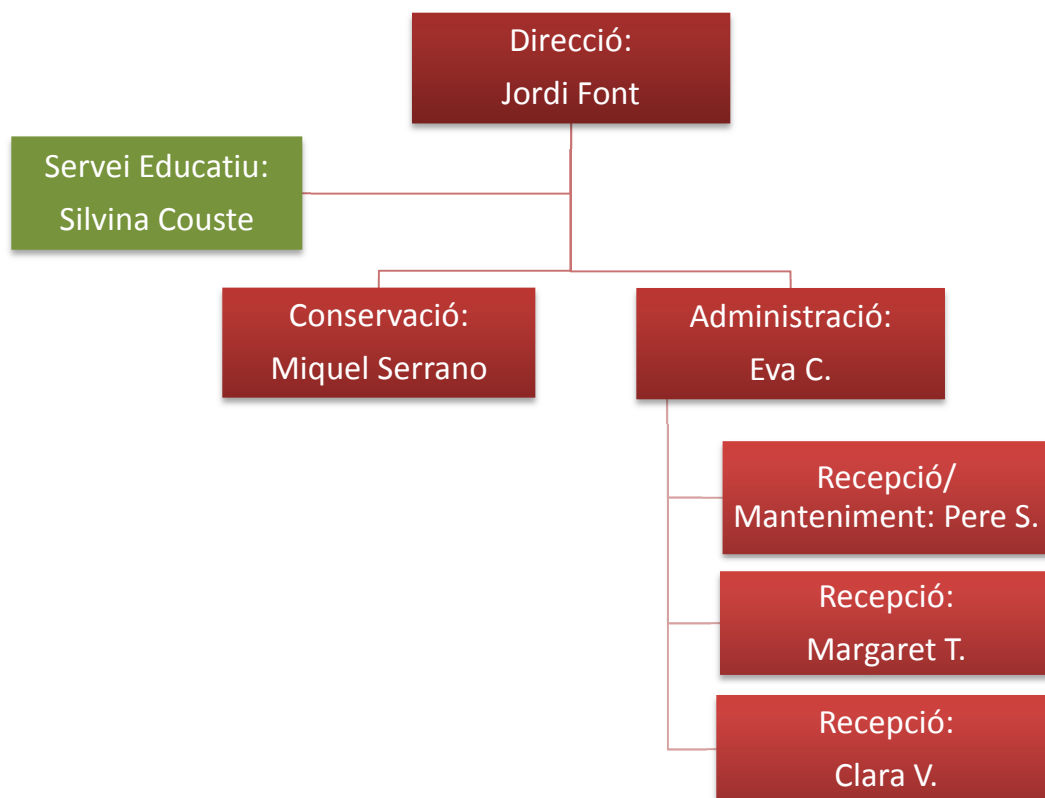 Direcció:
Jordi Font
Servei Educatiu:
Silvina Couste
Conservació:
Miquel Serrano
Administració:
Eva C.
Recepció/
Manteniment: Pere S.
Recepció:
Margaret T.
Recepció:
Clara V.